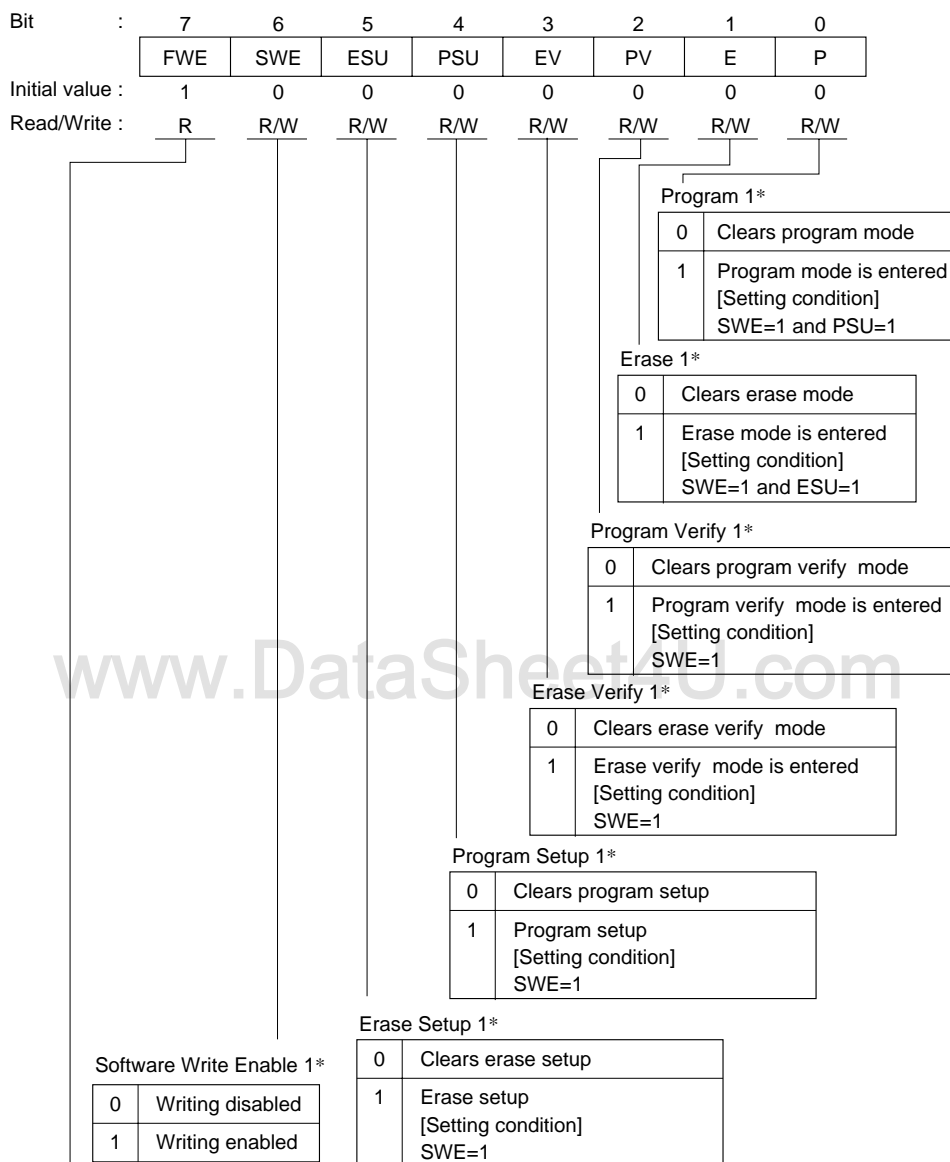 Bit : 7 6 5 4 3 2 1 0
FWE SWE ESU PSU EV PV E P
Initial value : 1 0 0 0 0 0 0 0
Read/Write : R R/W R/W R/W R/W R/W R/W R/W
Program 1*
0 Clears program mode
1 Program mode is entered
[Setting condition]
SWE=1 and PSU=1
Erase 1*
0 Clears erase mode
1 Erase mode is entered
[Setting condition]
SWE=1 and ESU=1
Program Verify 1*
0 Clears program verify mode
1 Program verify mode is entered
[Setting condition]
SWE=1
www.DataSheet4U.com
Erase Verify 1*
0 Clears erase verify mode
1 Erase verify mode is entered
[Setting condition]
SWE=1
Program Setup 1*
0 Clears program setup
1 Program setup
[Setting condition]
SWE=1
Erase Setup 1*
0 Clears erase setup
1 Erase setup
[Setting condition]
SWE=1
Software Write Enable 1*
0 Writing disabled
1 Writing enabled